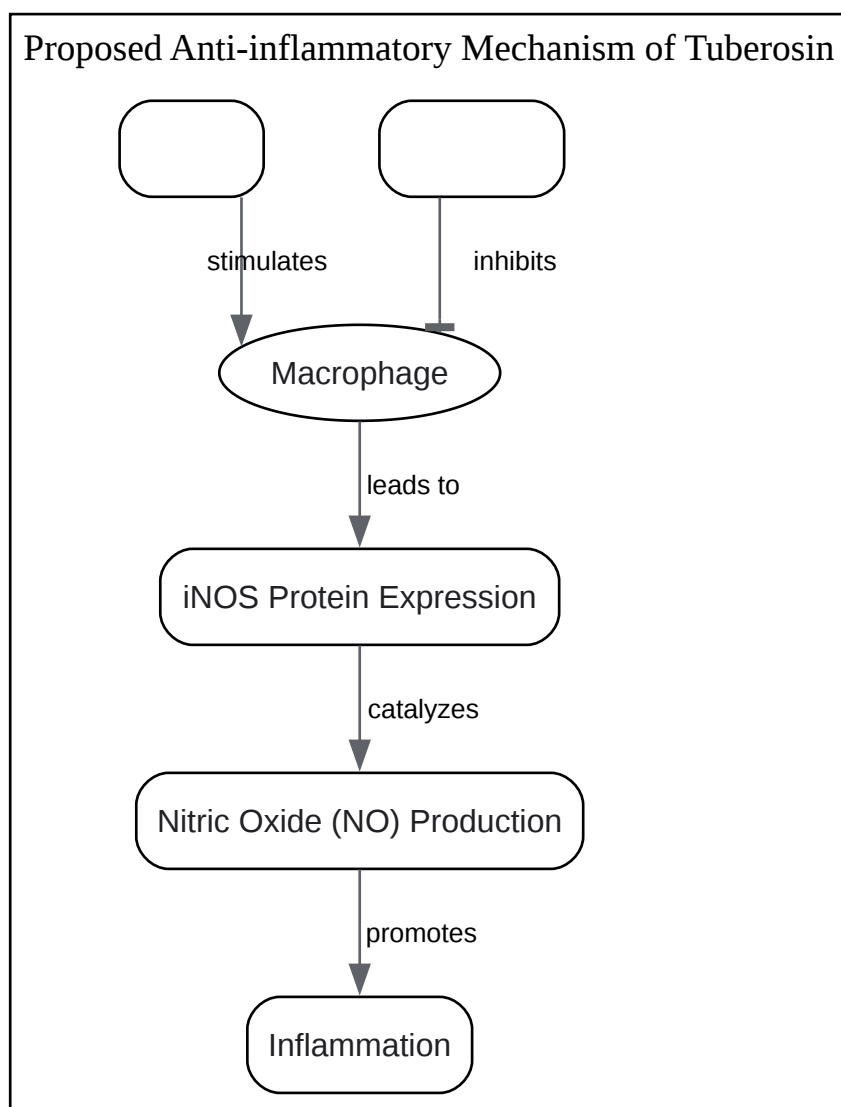 Proposed Anti-inflammatory Mechanism of Tuberosin
stimulates
inhibits
Macrophage
leads to
iNOS Protein Expression
catalyzes
Nitric Oxide (NO) Production
promotes
Inflammation